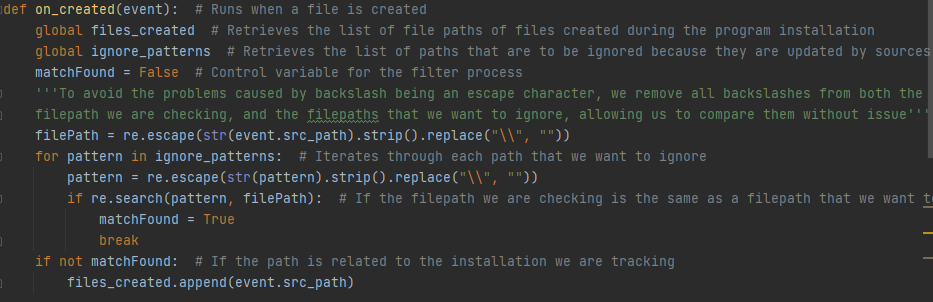 def on_created(event):  # Runs when a file is created
    global files_created  # Retrieves the list of file paths of files created during the program installation
    global ignore_patterns  # Retrieves the list of paths that are to be ignored because they are updated by sources
    matchFound = False  # Control variable for the filter process
    '''To avoid the problems caused by backslash being an escape character, we remove all backslashes from both the
    filepath we are checking, and the filepaths that we want to ignore, allowing us to compare them without issue'''
    filePath = re.escape(str(event.src_path).strip().replace("\\", ""))
    for pattern in ignore_patterns:  # Iterates through each path that we want to ignore
        pattern = re.escape(str(pattern).strip().replace("\\", ""))
        if re.search(pattern, filePath):  # If the filepath we are checking is the same as a filepath that we want
            matchFound = True
            break
    if not matchFound:  # If the path is related to the installation we are tracking
        files_created.append(event.src_path)